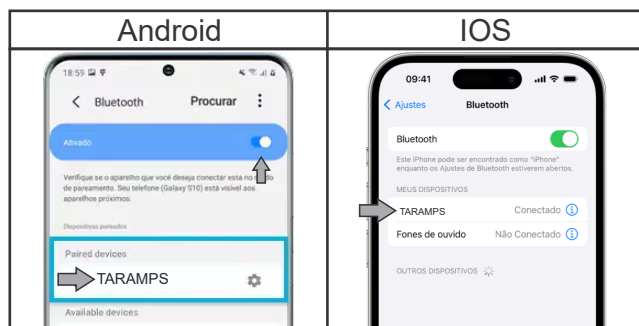 Android
IOS
18:59
Bluetooth
Procurar
Ativado
Verifique se o aparelho que você deseja conectar está no modo
de pareamento. Seu telefone (Galaxy S10) está visível aos
aparelhos próximos.
Dispositivos pareados
Paired devices
TARAMPS
Available devices
09:41
Ajustes
Bluetooth
Bluetooth
Este iPhone pode ser encontrado como "iPhone"
enquanto os Ajustes de Bluetooth estiverem abertos.
MEUS DISPOSITIVOS
TARAMPS
Conectado
Fones de ouvido
Não Conectado
OUTROS DISPOSITIVOS